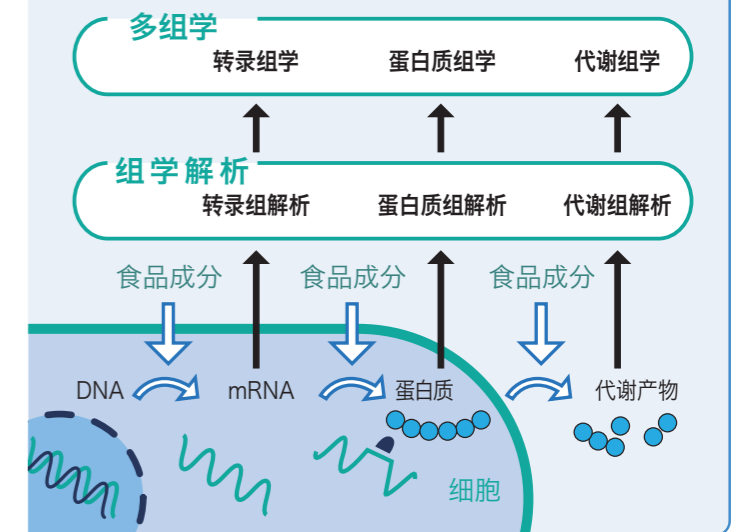 多组学
转录组学 蛋白质组学 代谢组学
组学解析
转录组解析 蛋白质组解析 代谢组解析
食品成分 食品成分 食品成分
DNA mRNA 蛋白质 代谢产物
细胞